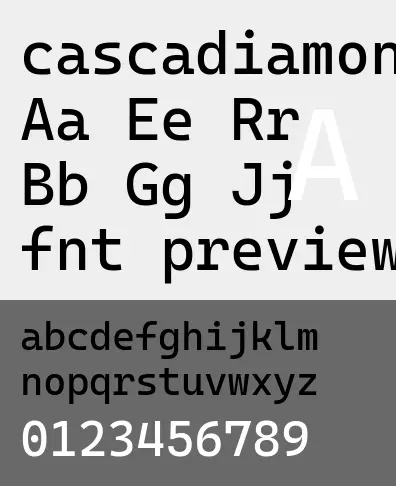 cascadiamon
Aa Ee Rr
A
Bb Gg Jj
fnt preview
abcdefghijklm
nopqrstuvwxyz
0123456789